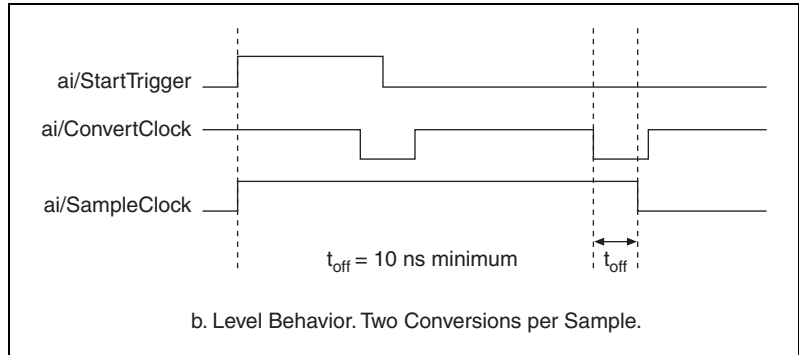 ai/StartTrigger
ai/ConvertClock
ai/SampleClock
t_off = 10 ns minimum
t_off
b. Level Behavior. Two Conversions per Sample.